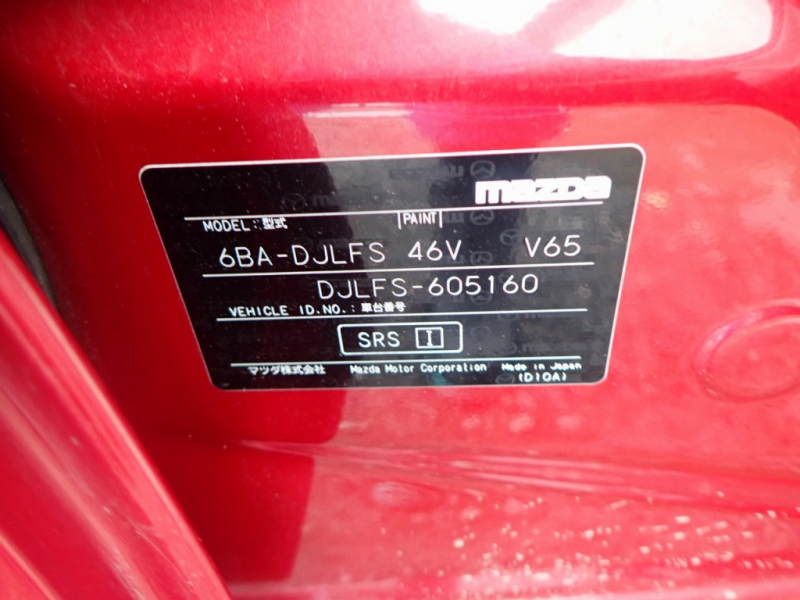 mazda
MODEL : 型式 PAINT
6BA-DJLFS 46V V65
DJLFS-605160
VEHICLE ID.NO. : 車台番号
SRS I
マツダ株式会社 Mazda Motor Corporation Made in Japan
(D10A)